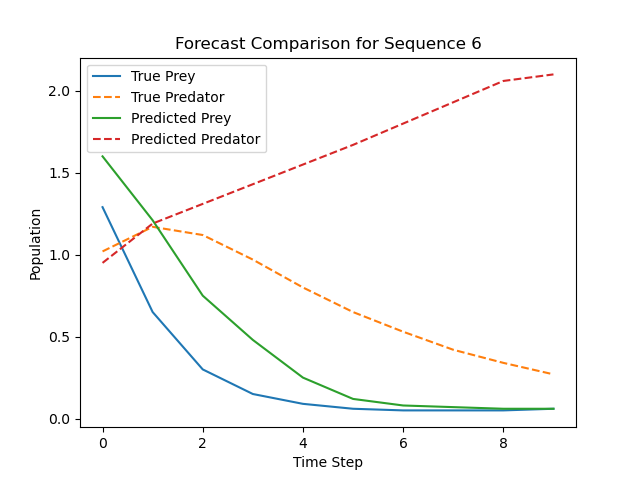 Forecast Comparison for Sequence 6
True Prey
True Predator
Predicted Prey
Predicted Predator
Population
2.0
1.5
1.0
0.5
0.0
0 2 4 6 8
Time Step